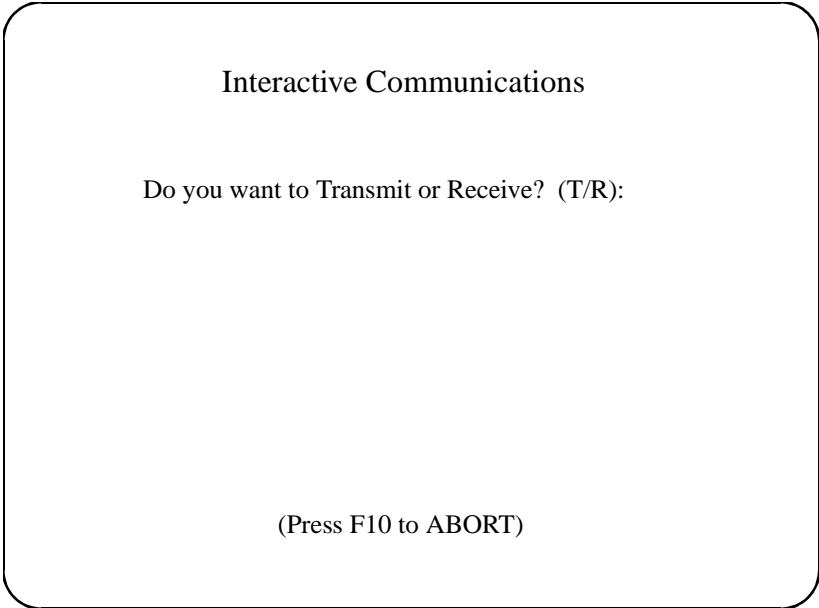 Interactive Communications
Do you want to Transmit or Receive?  (T/R):
(Press F10 to ABORT)